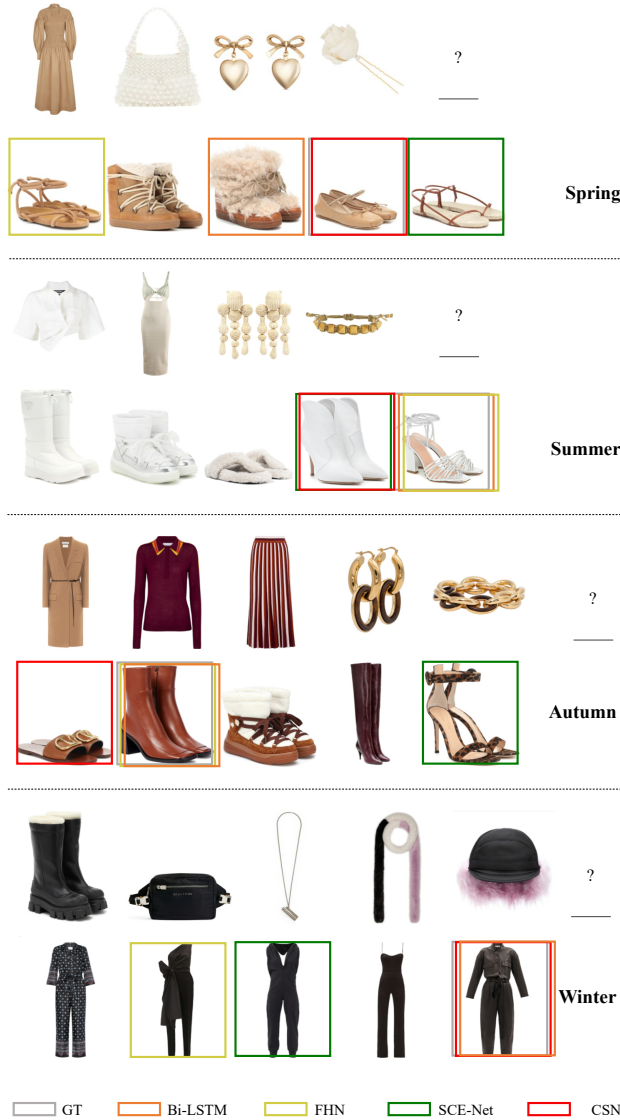 ?
Spring
?
Summer
?
Autumn
?
Winter
GT Bi-LSTM FHN SCE-Net CSN